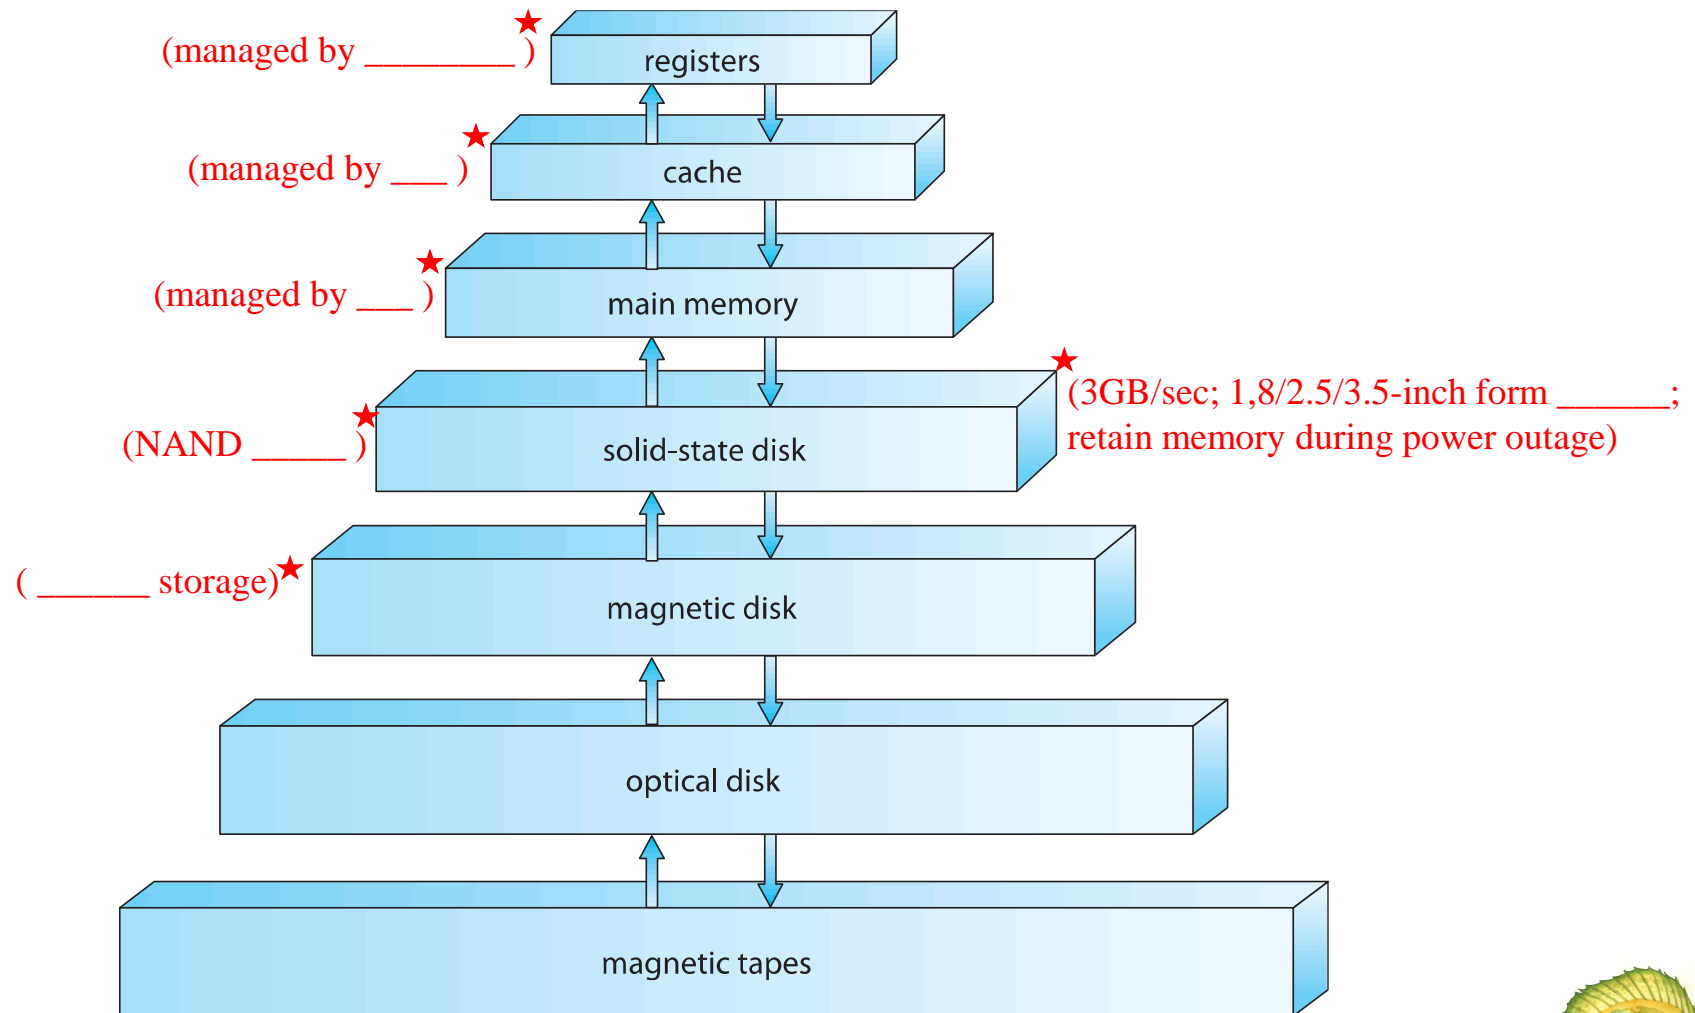 (managed by ________ )
registers
(managed by ___ )
cache
(managed by ___ )
main memory
(3GB/sec; 1,8/2.5/3.5-inch form ______;
retain memory during power outage)
(NAND _____ )
solid-state disk
( ______ storage)
magnetic disk
optical disk
magnetic tapes